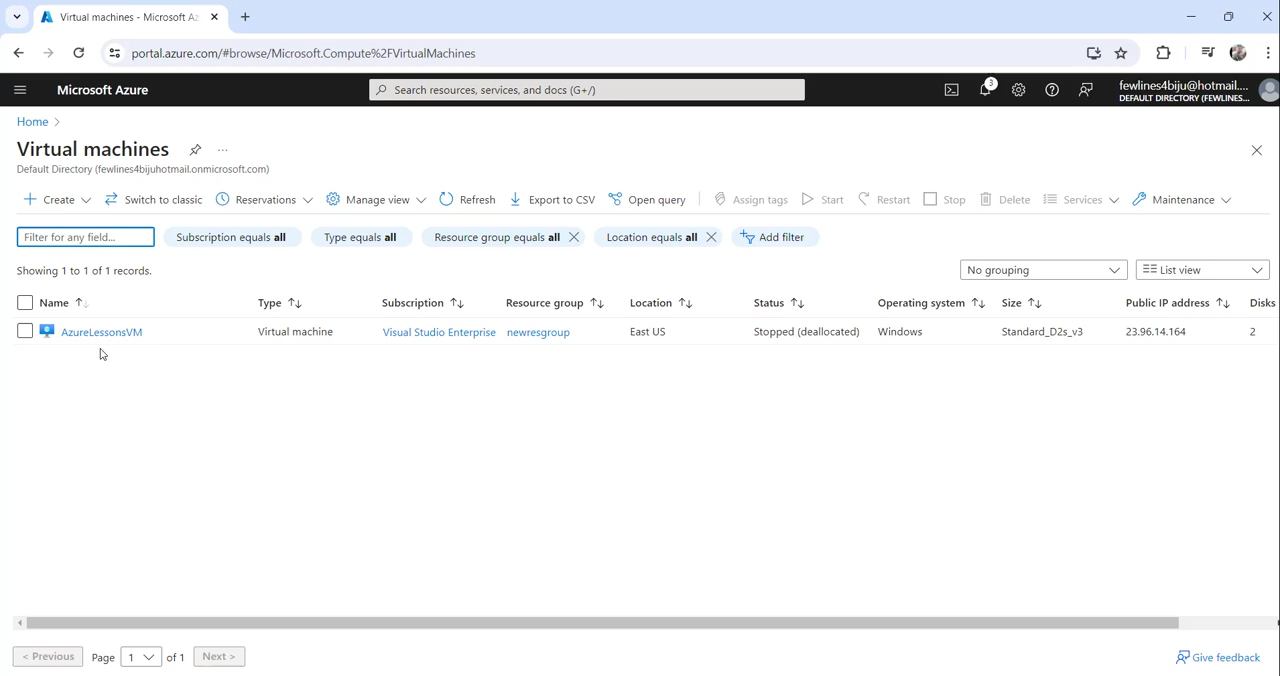 Virtual machines - Microsoft Az
portal.azure.com/#browse/Microsoft.Compute%2FVirtualMachines
Microsoft Azure
Search resources, services, and docs (G+/)
3
fewlines4biju@hotmail....
DEFAULT DIRECTORY (FEWLINES...
Home
Virtual machines
...
Default Directory (fewlines4bijuhotmail.onmicrosoft.com)
Create Switch to classic Reservations Manage view Refresh Export to CSV Open query Assign tags Start Restart Stop Delete Services Maintenance
Filter for any field... Subscription equals all Type equals all Resource group equals all Location equals all Add filter
Showing 1 to 1 of 1 records.
No grouping List view
Name Type Subscription Resource group Location Status Operating system Size Public IP address Disks
AzureLessonsVM Virtual machine Visual Studio Enterprise newresgroup East US Stopped (deallocated) Windows Standard_D2s_v3 23.96.14.164 2
< Previous Page 1 of 1 Next > Give feedback